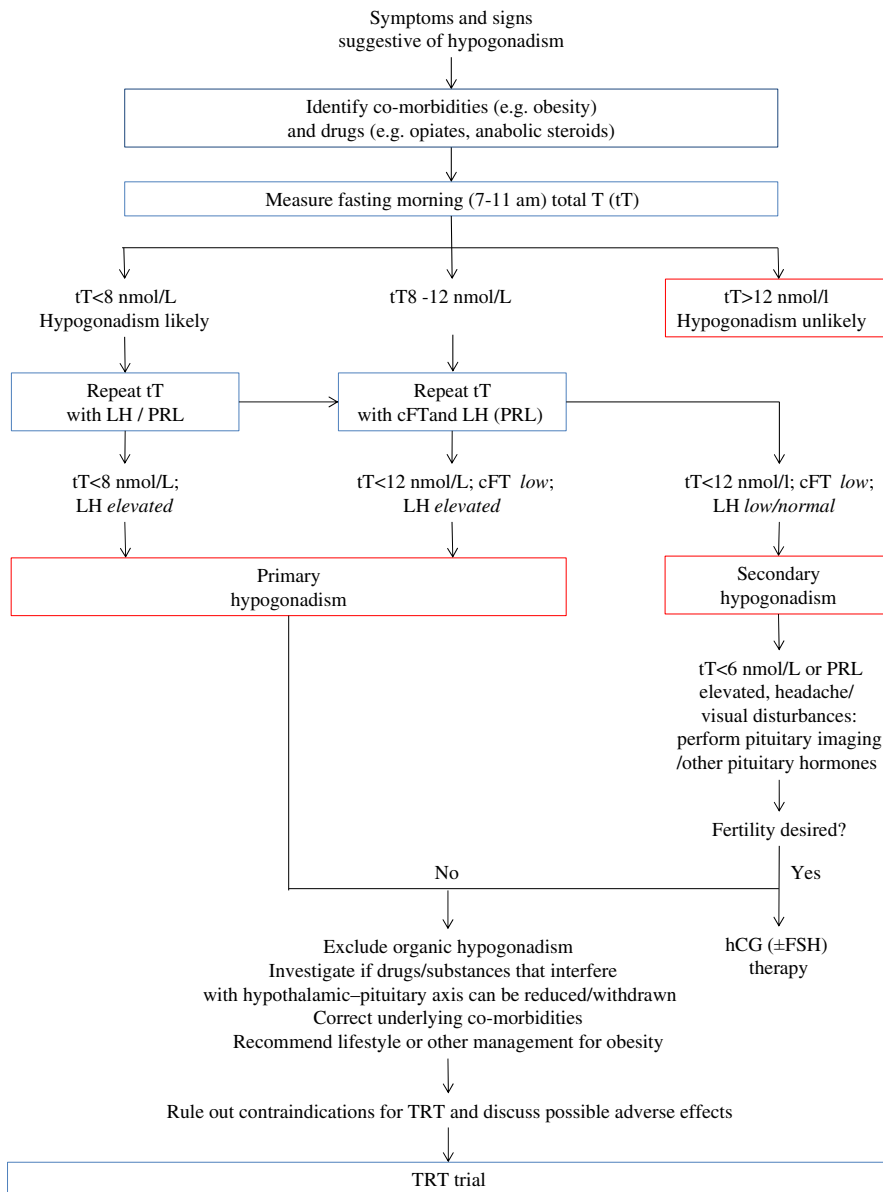 Symptoms and signs
suggestive of hypogonadism
Identify co-morbidities (e.g. obesity)
and drugs (e.g. opiates, anabolic steroids)
Measure fasting morning (7-11 am) total T (tT)
tT<8 nmol/L
Hypogonadism likely
tT8 -12 nmol/L
tT>12 nmol/l
Hypogonadism unlikely
Repeat tT
with LH / PRL
Repeat tT
with cFTand LH (PRL)
tT<8 nmol/L;
LH elevated
tT<12 nmol/L; cFT low;
LH elevated
tT<12 nmol/l; cFT low;
LH low/normal
Primary
hypogonadism
Secondary
hypogonadism
tT<6 nmol/L or PRL
elevated, headache/
visual disturbances:
perform pituitary imaging
/other pituitary hormones
Fertility desired?
No
Yes
Exclude organic hypogonadism
Investigate if drugs/substances that interfere
with hypothalamic–pituitary axis can be reduced/withdrawn
Correct underlying co-morbidities
Recommend lifestyle or other management for obesity
hCG (±FSH)
therapy
Rule out contraindications for TRT and discuss possible adverse effects
TRT trial